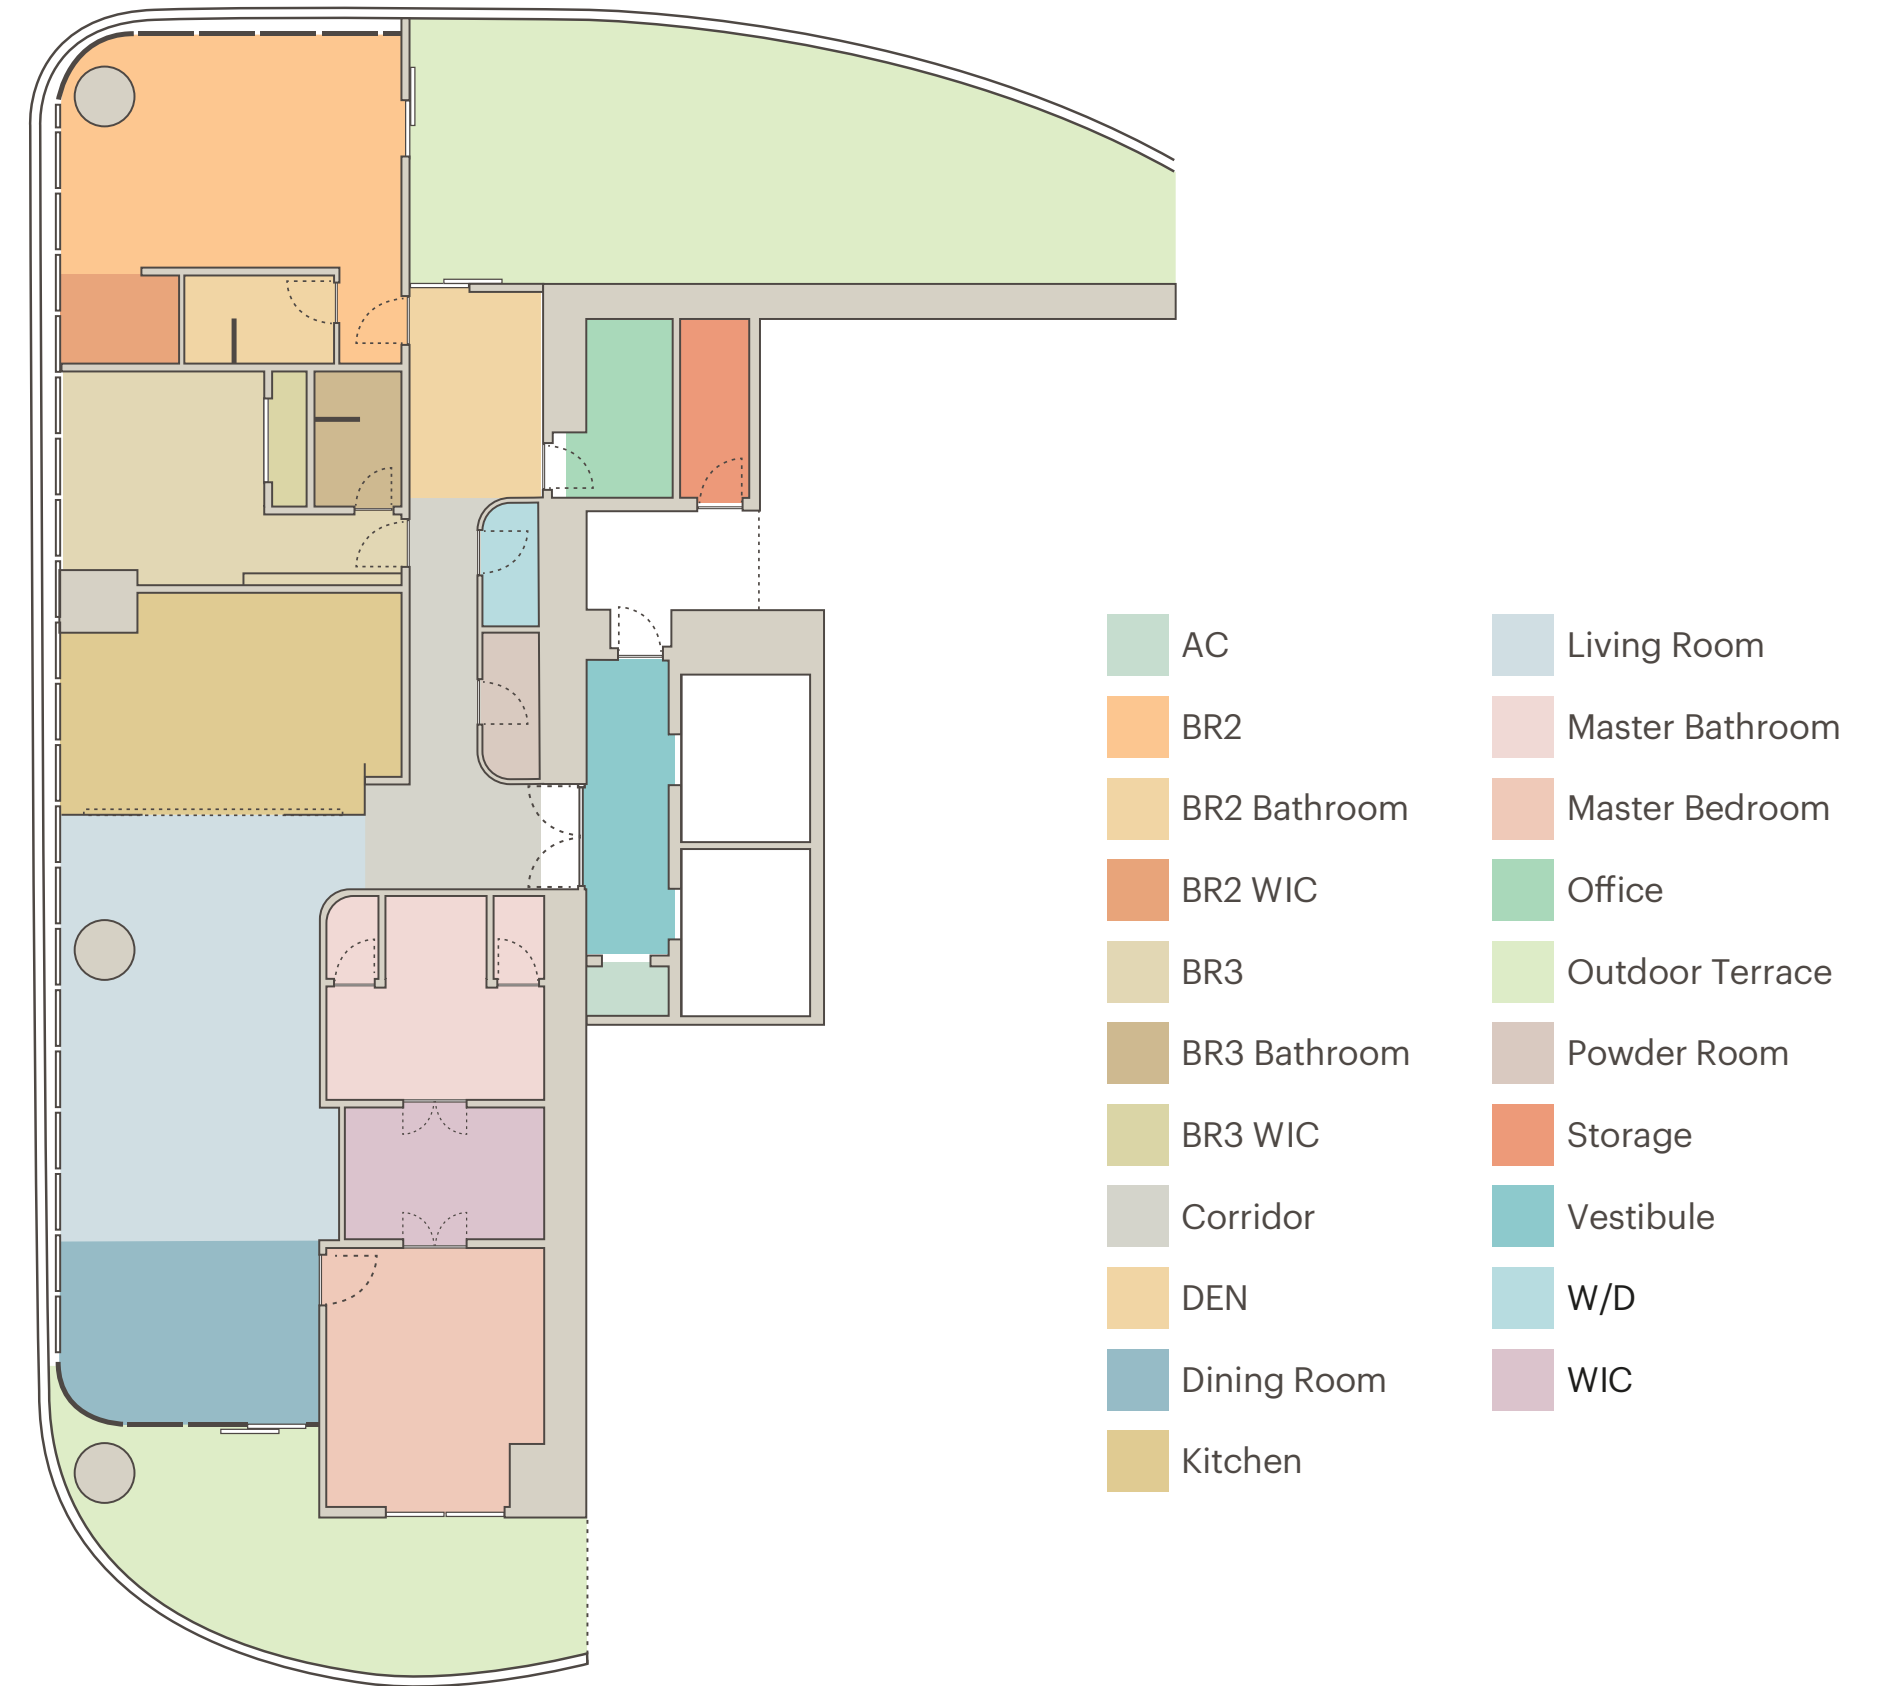 AC
BR2
BR2 Bathroom
BR2 WIC
BR3
BR3 Bathroom
BR3 WIC
Corridor
DEN
Dining Room
Kitchen
Living Room
Master Bathroom
Master Bedroom
Office
Outdoor Terrace
Powder Room
Storage
Vestibule
W/D
WIC